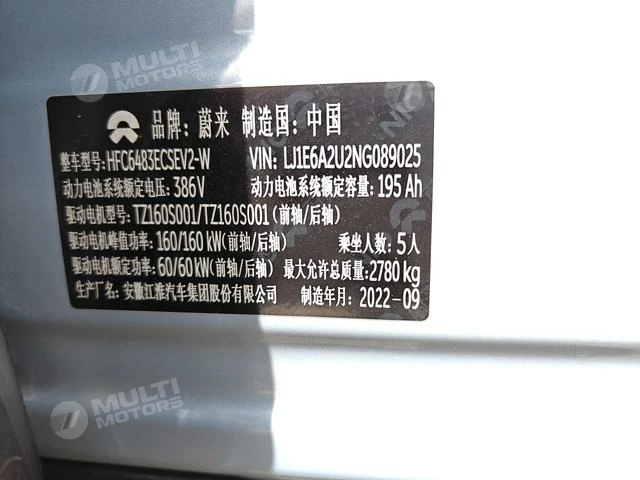 MULTI
MOTORS
品牌：蔚来 制造国：中国
整车型号：HFC6483ECSEV2-W VIN：LJ1E6A2U2NG089025
动力电池系统额定电压：386V 动力电池系统额定容量：195 Ah
驱动电机型号：TZ160S001/TZ160S001（前轴/后轴）
驱动电机峰值功率：160/160 kW（前轴/后轴） 乘坐人数：5人
驱动电机额定功率：60/60 kW（前轴/后轴） 最大允许总质量：2780 kg
生产厂名：安徽江淮汽车集团股份有限公司 制造年月：2022-09
MULTI
MOTORS
MULTI
MOTORS